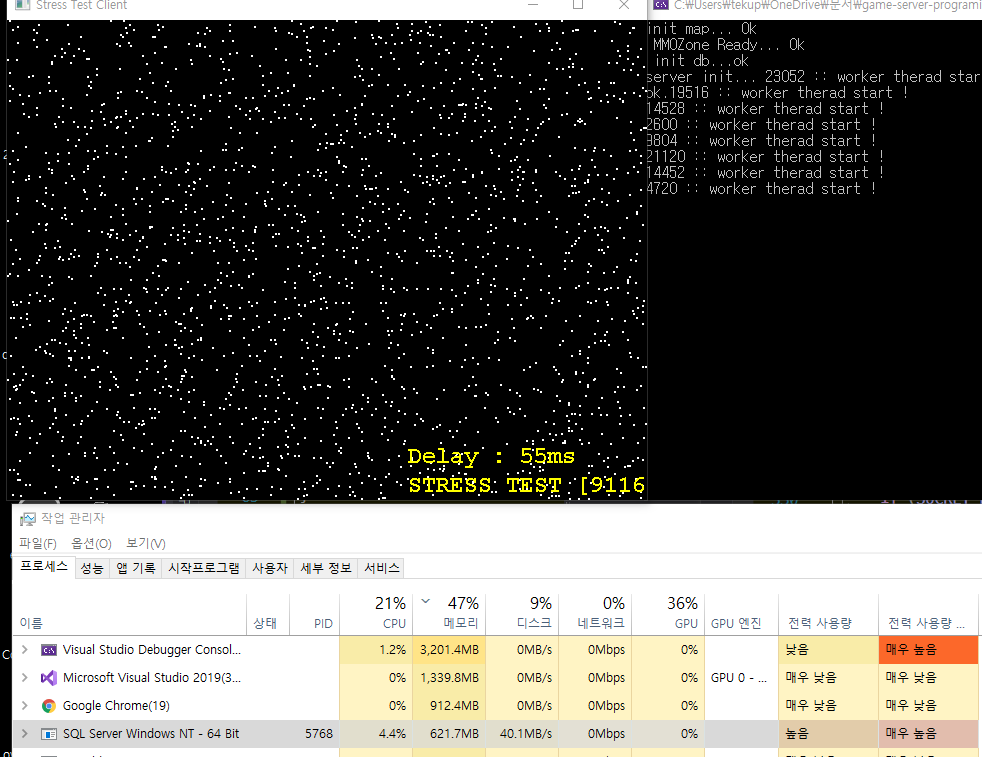 Stress Test Client
C:\Users\tekup\OneDrive\문서\game-server-programi
init map... Ok
MMOZone Ready... Ok
init db...ok
server init... 23052 :: worker therad star
ok.19516 :: worker therad start !
14528 :: worker therad start !
2600 :: worker therad start !
9804 :: worker therad start !
21120 :: worker therad start !
14452 :: worker therad start !
4720 :: worker therad start !
Delay : 55ms
STRESS TEST [9116
작업 관리자
파일(F) 옵션(O) 보기(V)
프로세스 성능 앱 기록 시작프로그램 사용자 세부 정보 서비스
21% 47% 9% 0% 36%
이름 상태 PID CPU 메모리 디스크 네트워크 GPU GPU 엔진 전력 사용량 전력 사용량 ...
Visual Studio Debugger Consol... 1.2% 3,201.4MB 0MB/s 0Mbps 0% 낮음 매우 높음
Microsoft Visual Studio 2019(3... 0% 1,339.8MB 0MB/s 0Mbps 0% GPU 0 - ... 매우 낮음 매우 낮음
Google Chrome(19) 0% 912.4MB 0MB/s 0Mbps 0% 매우 낮음 매우 낮음
SQL Server Windows NT - 64 Bit 5768 4.4% 621.7MB 40.1MB/s 0Mbps 0% 높음 매우 낮음